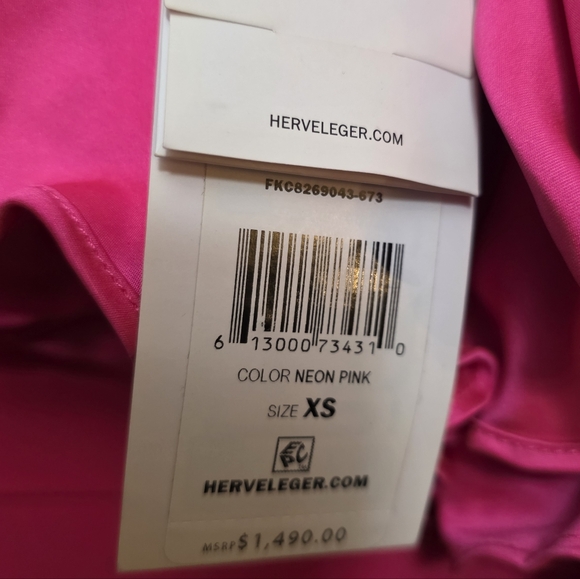 HERVELEGER.COM
FKC8269043-673
6 13000 73431 0
COLOR NEON PINK
SIZE XS
EPC
HERVELEGER.COM
MSRP $1,490.00